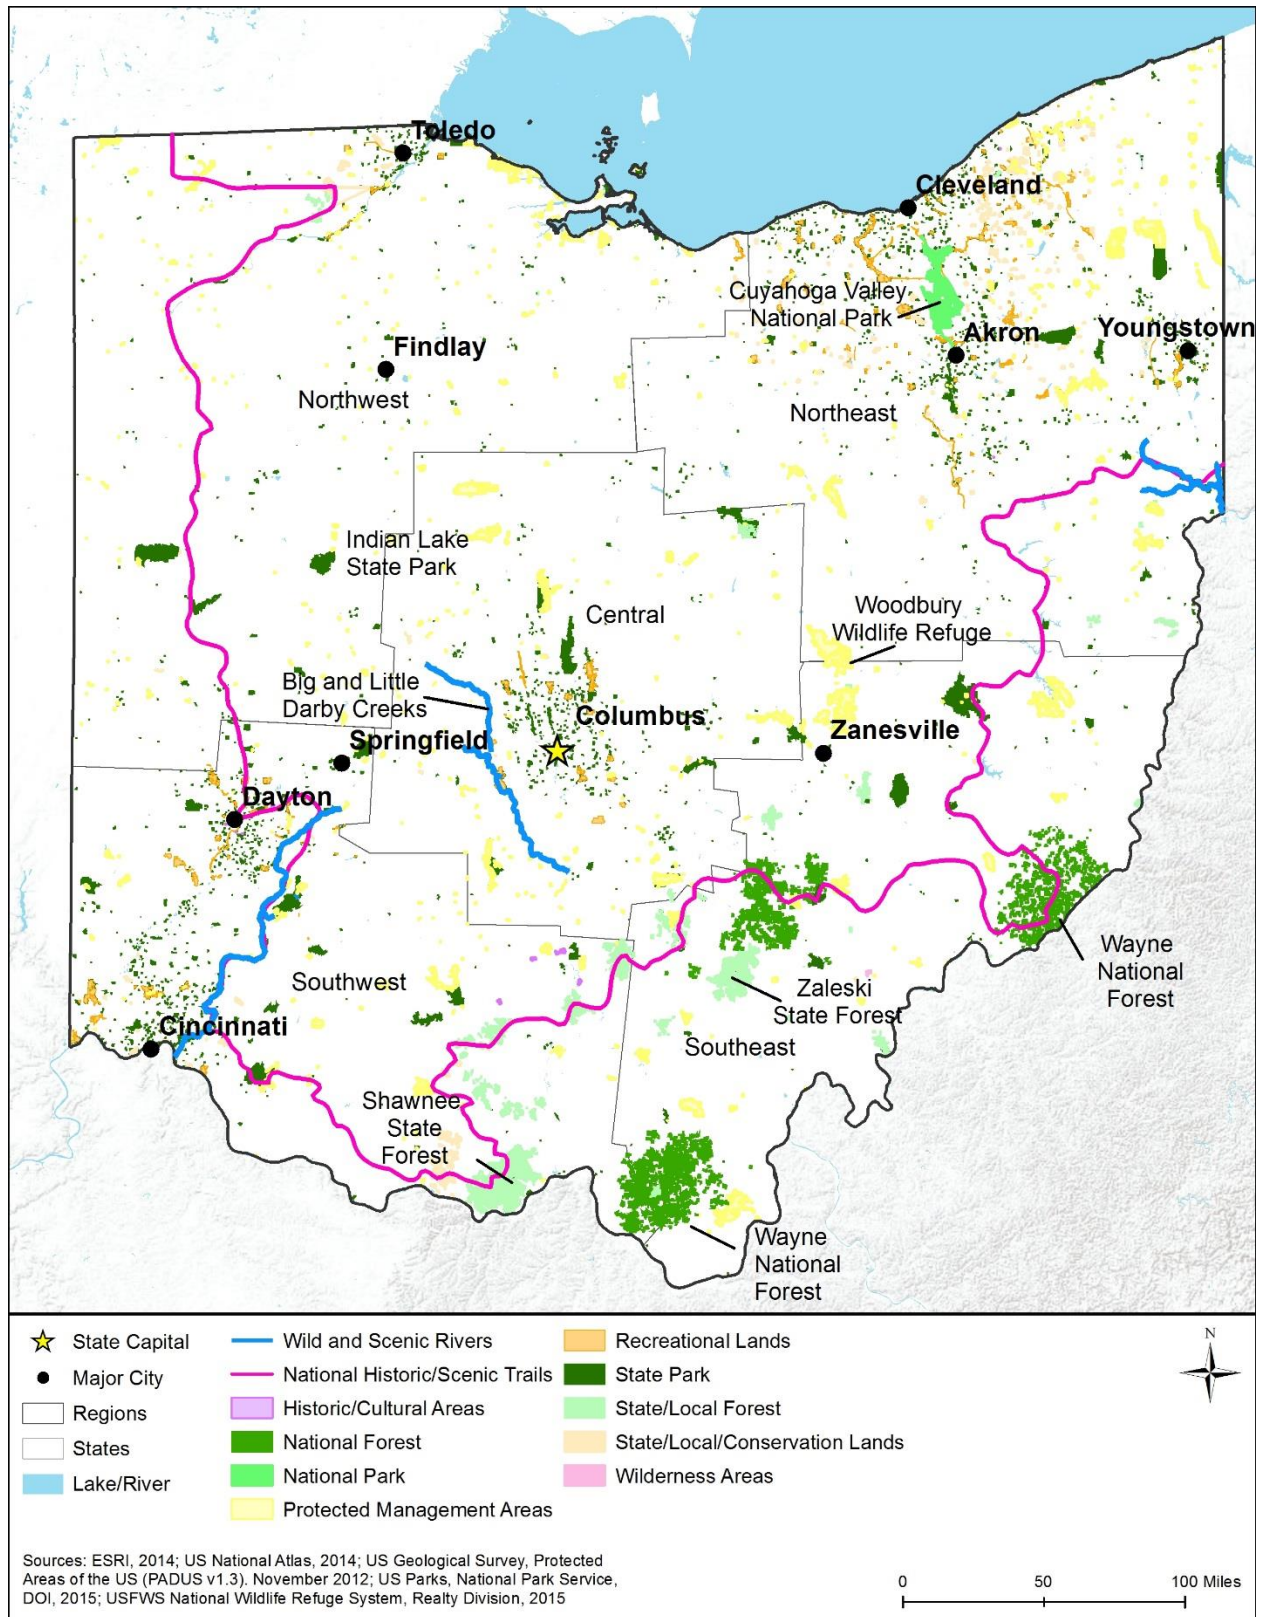 Toledo
Cleveland
Cuyahoga Valley
National Park
Akron
Youngstown
Findlay
Northwest
Northeast
Indian Lake
State Park
Central
Woodbury
Wildlife Refuge
Big and Little
Darby Creeks
Columbus
Springfield
Zanesville
Dayton
Wayne
National
Forest
Southwest
Zaleski
State Forest
Cincinnati
Southeast
Shawnee
State
Forest
Wayne
National
Forest
State Capital
Major City
Regions
States
Lake/River
Wild and Scenic Rivers
National Historic/Scenic Trails
Historic/Cultural Areas
National Forest
National Park
Protected Management Areas
Recreational Lands
State Park
State/Local Forest
State/Local/Conservation Lands
Wilderness Areas
N
Sources: ESRI, 2014; US National Atlas, 2014; US Geological Survey, Protected
Areas of the US (PADUS v1.3). November 2012; US Parks, National Park Service,
DOI, 2015; USFWS National Wildlife Refuge System, Realty Division, 2015
0 50 100 Miles